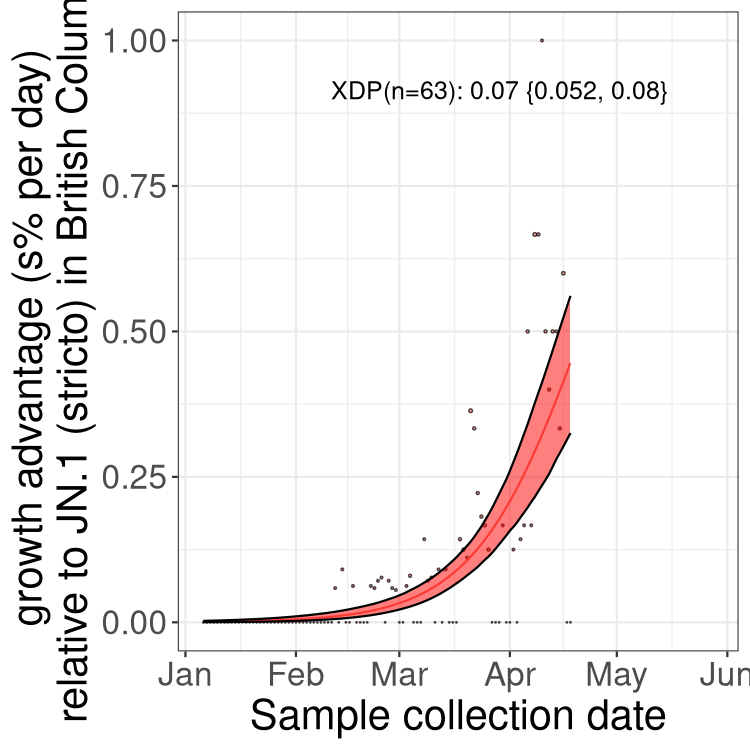 growth advantage (s% per day)
relative to JN.1 (stricto) in British Colum
1.00
0.75
0.50
0.25
0.00
XDP(n=63): 0.07 {0.052, 0.08}
Jan Feb Mar Apr May Jun
Sample collection date